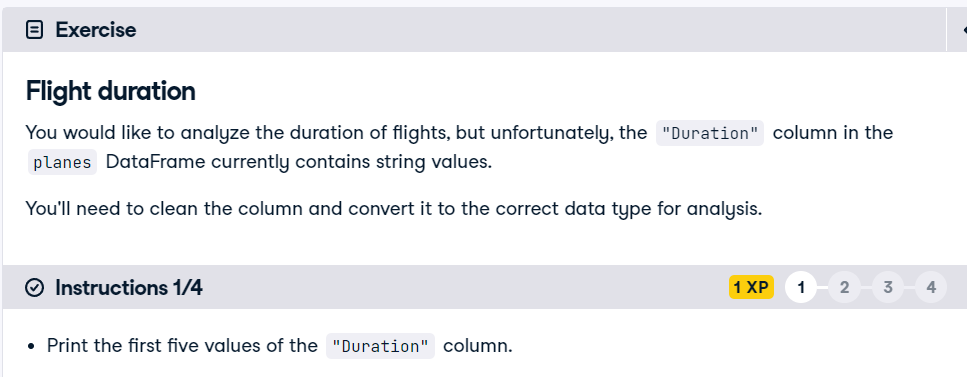 Exercise
Flight duration
You would like to analyze the duration of flights, but unfortunately, the "Duration" column in the
planes DataFrame currently contains string values.
You'll need to clean the column and convert it to the correct data type for analysis.
Instructions 1/4 1 XP 1 2 3 4
• Print the first five values of the "Duration" column.